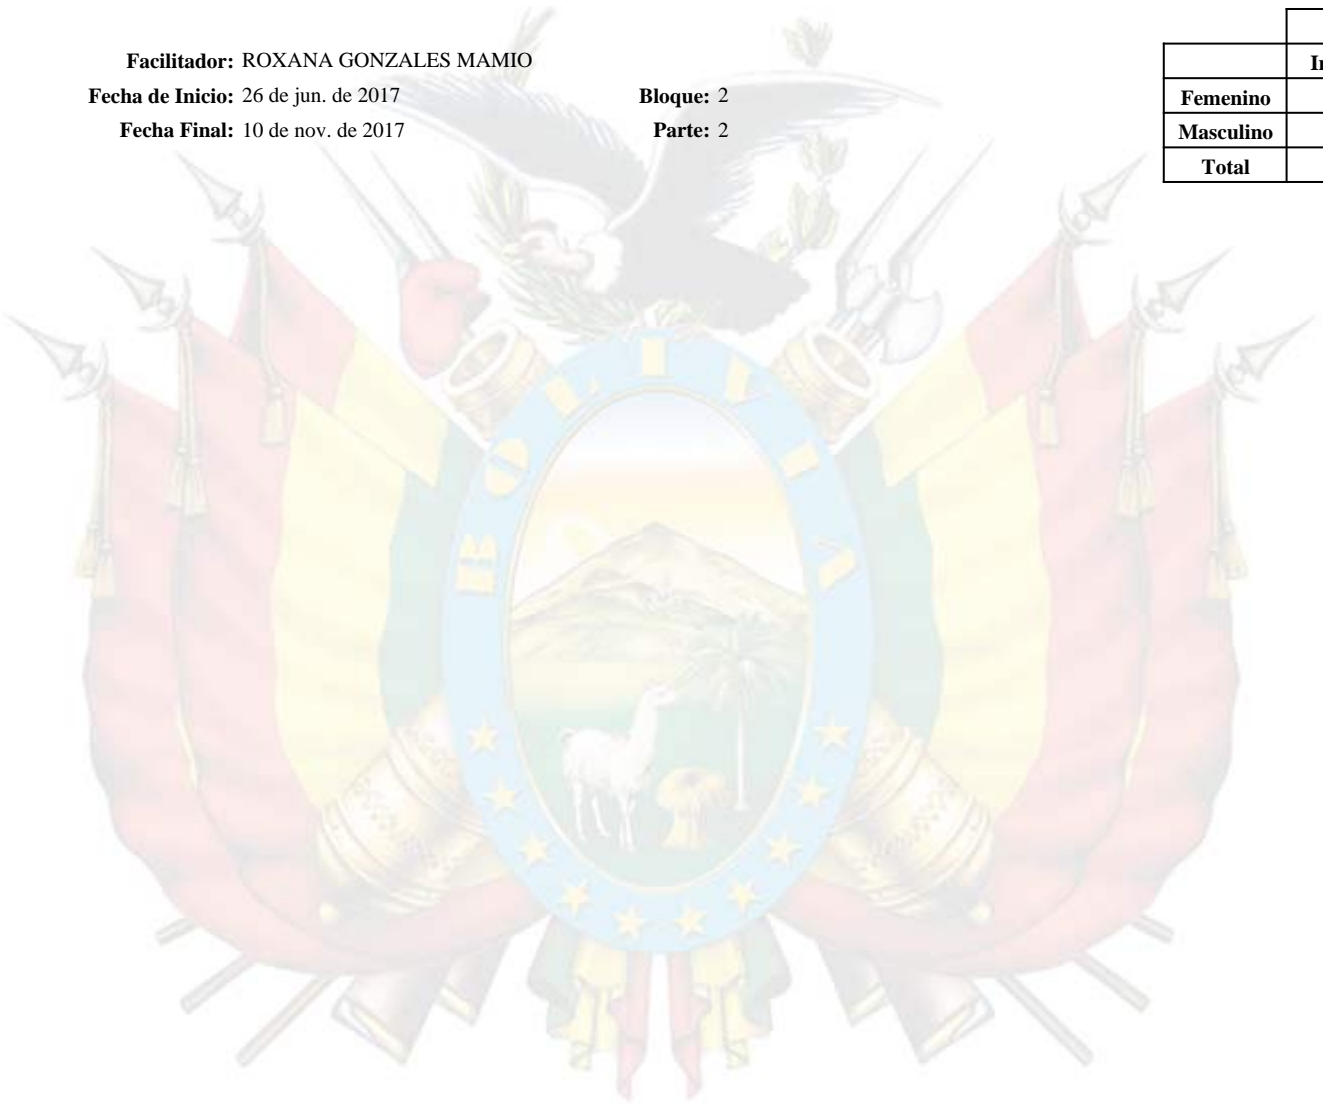 Facilitador: ROXANA GONZALES MAMIO
Fecha de Inicio: 26 de jun. de 2017 Bloque: 2
Fecha Final: 10 de nov. de 2017 Parte: 2
Femenino
Masculino
Total
BOLIVIA